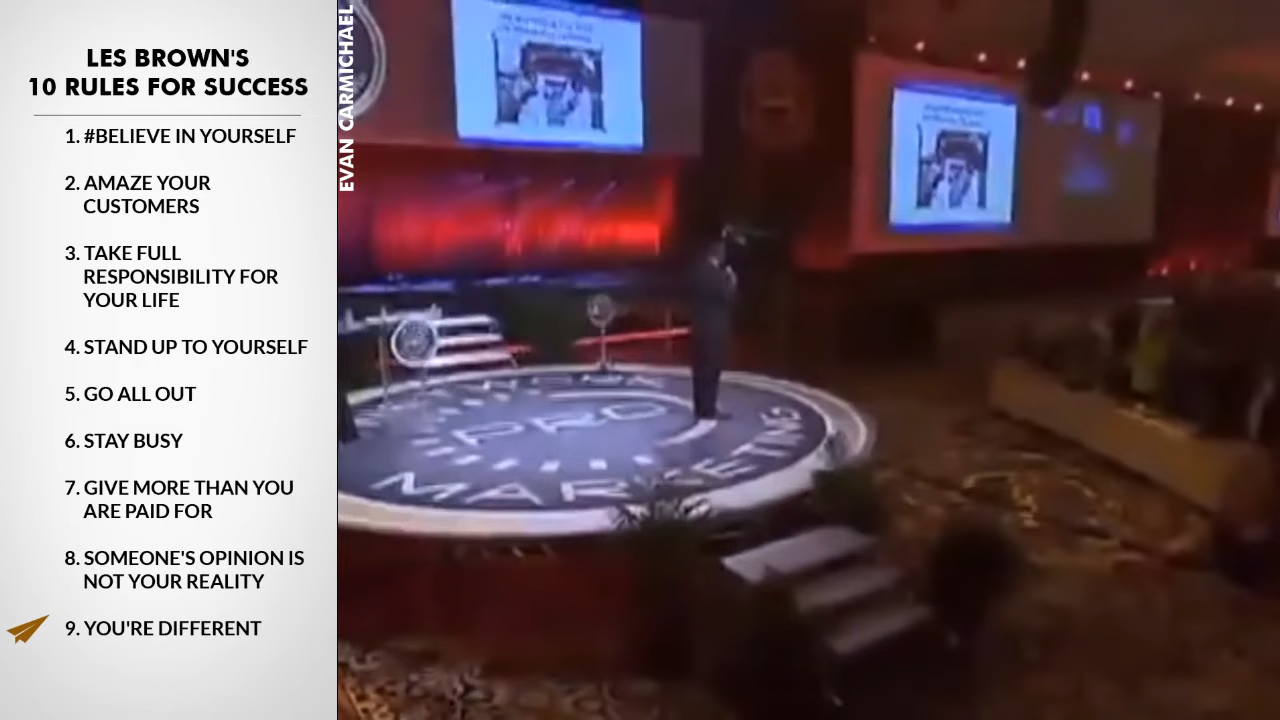 LES BROWN'S
10 RULES FOR SUCCESS
1. #BELIEVE IN YOURSELF
2. AMAZE YOUR
CUSTOMERS
3. TAKE FULL
RESPONSIBILITY FOR
YOUR LIFE
4. STAND UP TO YOURSELF
5. GO ALL OUT
6. STAY BUSY
7. GIVE MORE THAN YOU
ARE PAID FOR
8. SOMEONE'S OPINION IS
NOT YOUR REALITY
9. YOU'RE DIFFERENT
EVAN CARMICHAEL
NETWORK
PRO
MARKETING